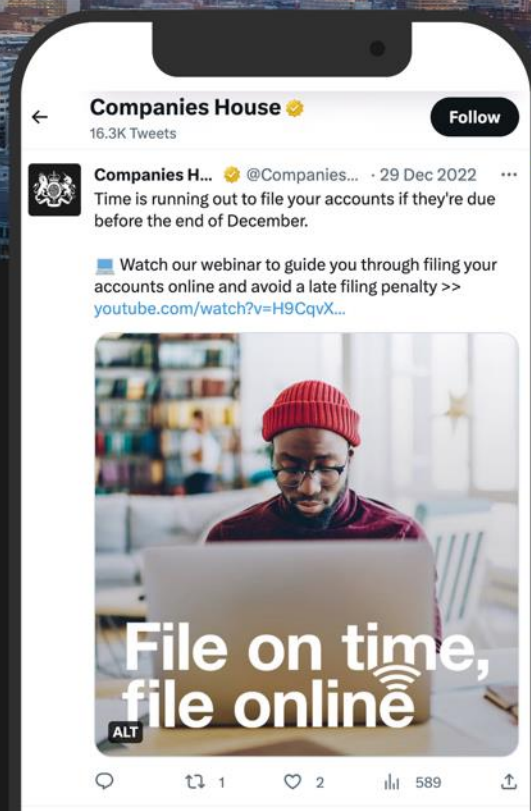 Companies House
16.3K Tweets
Follow
Companies H... @Companies... · 29 Dec 2022 ...
Time is running out to file your accounts if they're due
before the end of December.
💻 Watch our webinar to guide you through filing your
accounts online and avoid a late filing penalty >>
youtube.com/watch?v=H9CqvX...
File on time,
file online
ALT
1 2 589